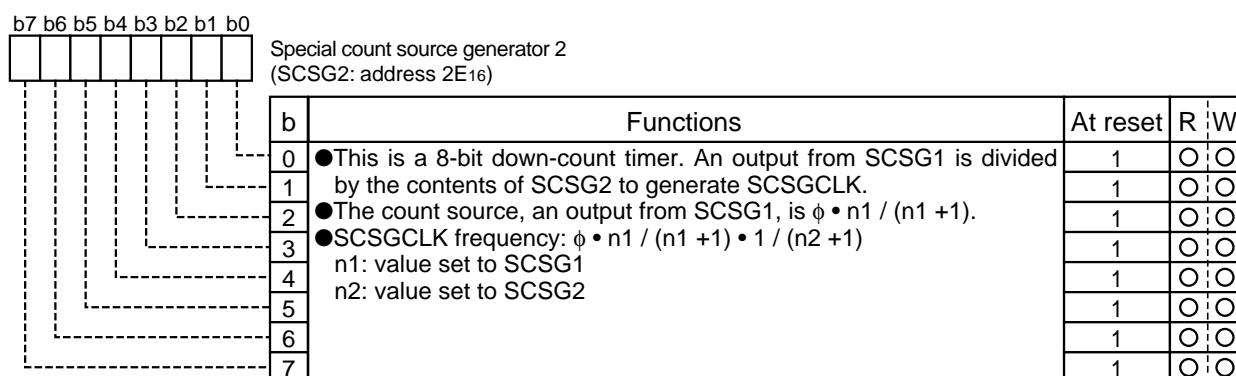 b7 b6 b5 b4 b3 b2 b1 b0
Special count source generator 2
(SCSG2: address 2E16)
b Functions At reset R W
0 ●This is a 8-bit down-count timer. An output from SCSG1 is divided 1 O O
1 by the contents of SCSG2 to generate SCSGCLK. 1 O O
2 ●The count source, an output from SCSG1, is ϕ • n1 / (n1 +1). 1 O O
3 ●SCSGCLK frequency: ϕ • n1 / (n1 +1) • 1 / (n2 +1) 1 O O
n1: value set to SCSG1
4 1 O O
n2: value set to SCSG2
5 1 O O
6 1 O O
7 1 O O